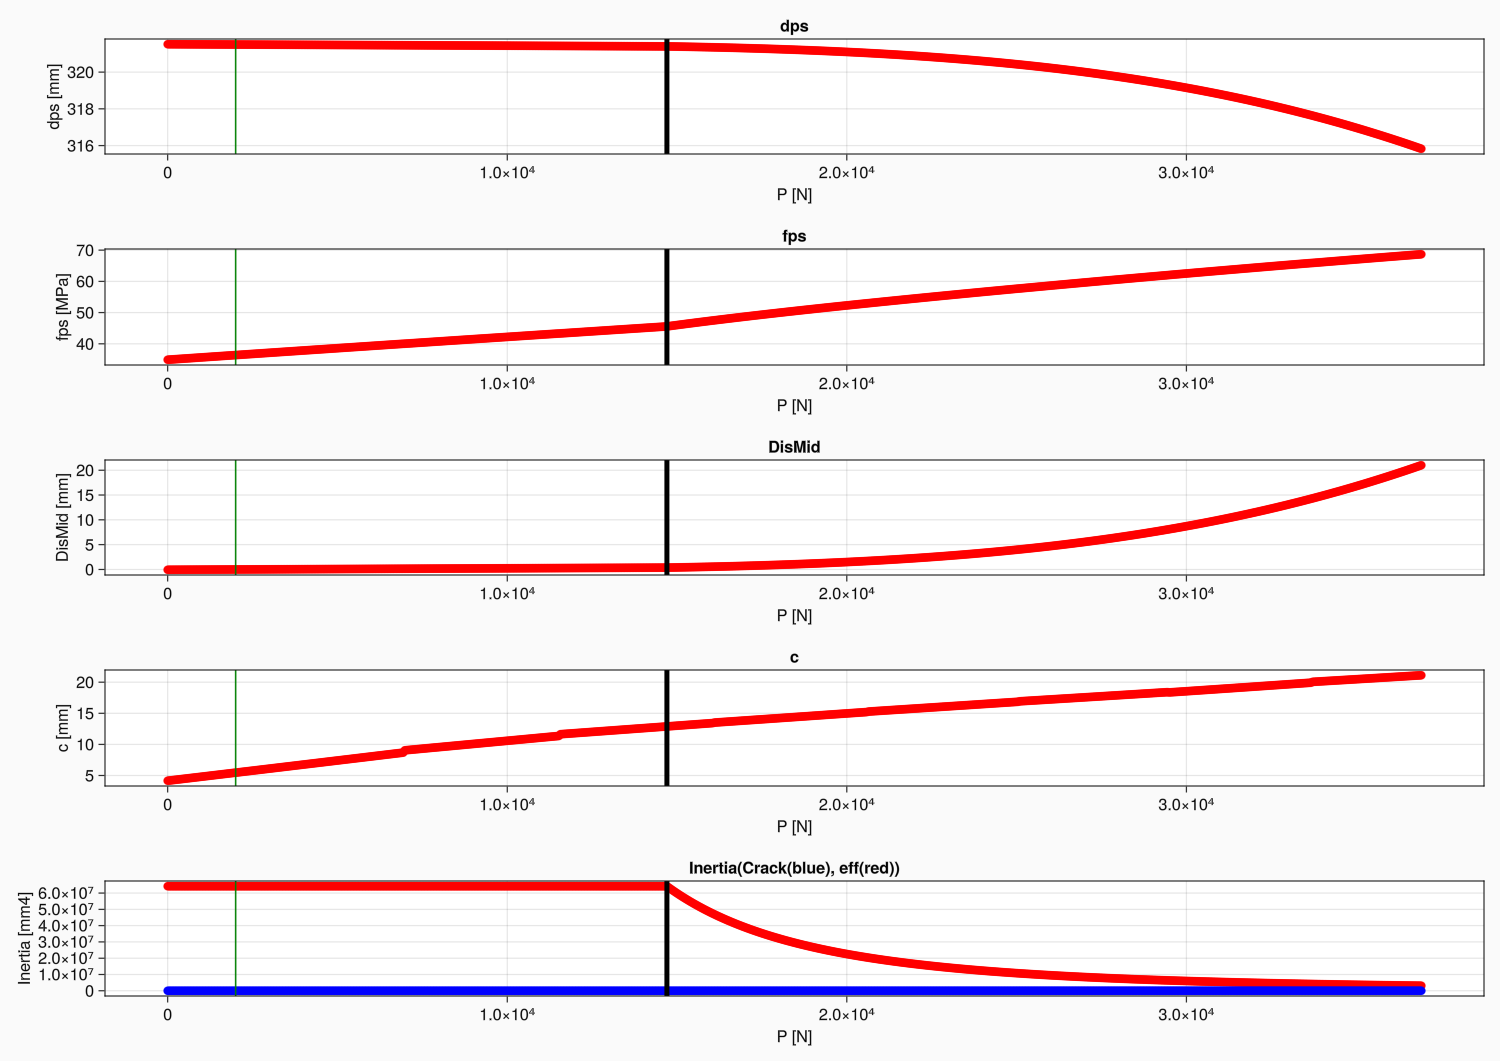 dps
dps [mm]
320
318
316
0 1.0×10⁴ 2.0×10⁴ 3.0×10⁴
P [N]
fps
fps [MPa]
70
60
50
40
0 1.0×10⁴ 2.0×10⁴ 3.0×10⁴
P [N]
DisMid
DisMid [mm]
20
15
10
5
0
0 1.0×10⁴ 2.0×10⁴ 3.0×10⁴
P [N]
c
c [mm]
20
15
10
5
0 1.0×10⁴ 2.0×10⁴ 3.0×10⁴
P [N]
Inertia(Crack(blue), eff(red))
Inertia [mm4]
6.0×10⁷
5.0×10⁷
4.0×10⁷
3.0×10⁷
2.0×10⁷
1.0×10⁷
0
0 1.0×10⁴ 2.0×10⁴ 3.0×10⁴
P [N]